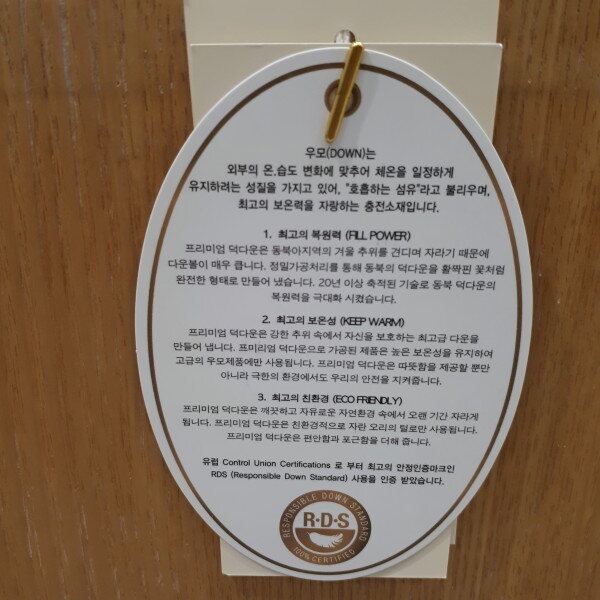 우모(DOWN)는
외부의 온.습도 변화에 맞추어 체온을 일정하게
유지하려는 성질을 가지고 있어, "호흡하는 섬유"라고 불리우며,
최고의 보온력을 자랑하는 충전소재입니다.
1. 최고의 복원력 (FILL POWER)
프리미엄 덕다운은 동북아지역의 겨울 추위를 견디며 자라기 때문에
다운볼이 매우 큽니다. 정밀가공처리를 통해 동북의 덕다운을 활짝핀 꽃처럼
완전한 형태로 만들어 냈습니다. 20년 이상 축적된 기술로 동북 덕다운의
복원력을 극대화 시켰습니다.
2. 최고의 보온성 (KEEP WARM)
프리미엄 덕다운은 강한 추위 속에서 자신을 보호하는 최고급 다운을
만들어 냅니다. 프미리엄 덕다운으로 가공된 제품은 높은 보온성을 유지하여
고급의 우모제품에만 사용됩니다. 프리미엄 덕다운은 따뜻함을 제공할 뿐만
아니라 극한의 환경에서도 우리의 안전을 지켜줍니다.
3. 최고의 친환경 (ECO FRIENDLY)
프리미엄 덕다운은 깨끗하고 자유로운 자연환경 속에서 오랜 기간 자라게
됩니다. 프리미엄 덕다운은 친환경적으로 자란 오리의 털로만 사용됩니다.
프리미엄 덕다운은 편안함과 포근함을 더해 줍니다.
유럽 Control Union Certifications 로 부터 최고의 안정인증마크인
RDS (Responsible Down Standard) 사용을 인증 받았습니다.
RESPONSIBLE DOWN STANDARD
R·D·S
100% CERTIFIED